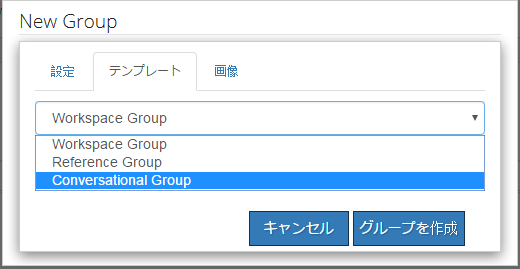 New Group
設定 テンプレート 画像
Workspace Group
Workspace Group
Reference Group
Conversational Group
キャンセル グループを作成